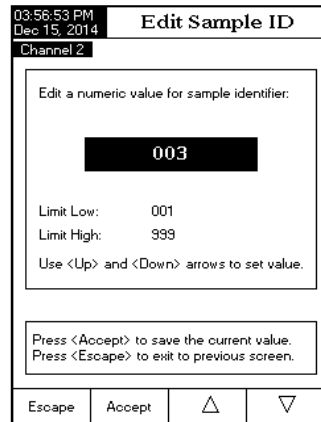 03:56:53 PM
Dec 15, 2014
Edit Sample ID
Channel 2
Edit a numeric value for sample identifier:
003
Limit Low: 001
Limit High: 999
Use <Up> and <Down> arrows to set value.
Press <Accept> to save the current value.
Press <Escape> to exit to previous screen.
Escape Accept △ ▽